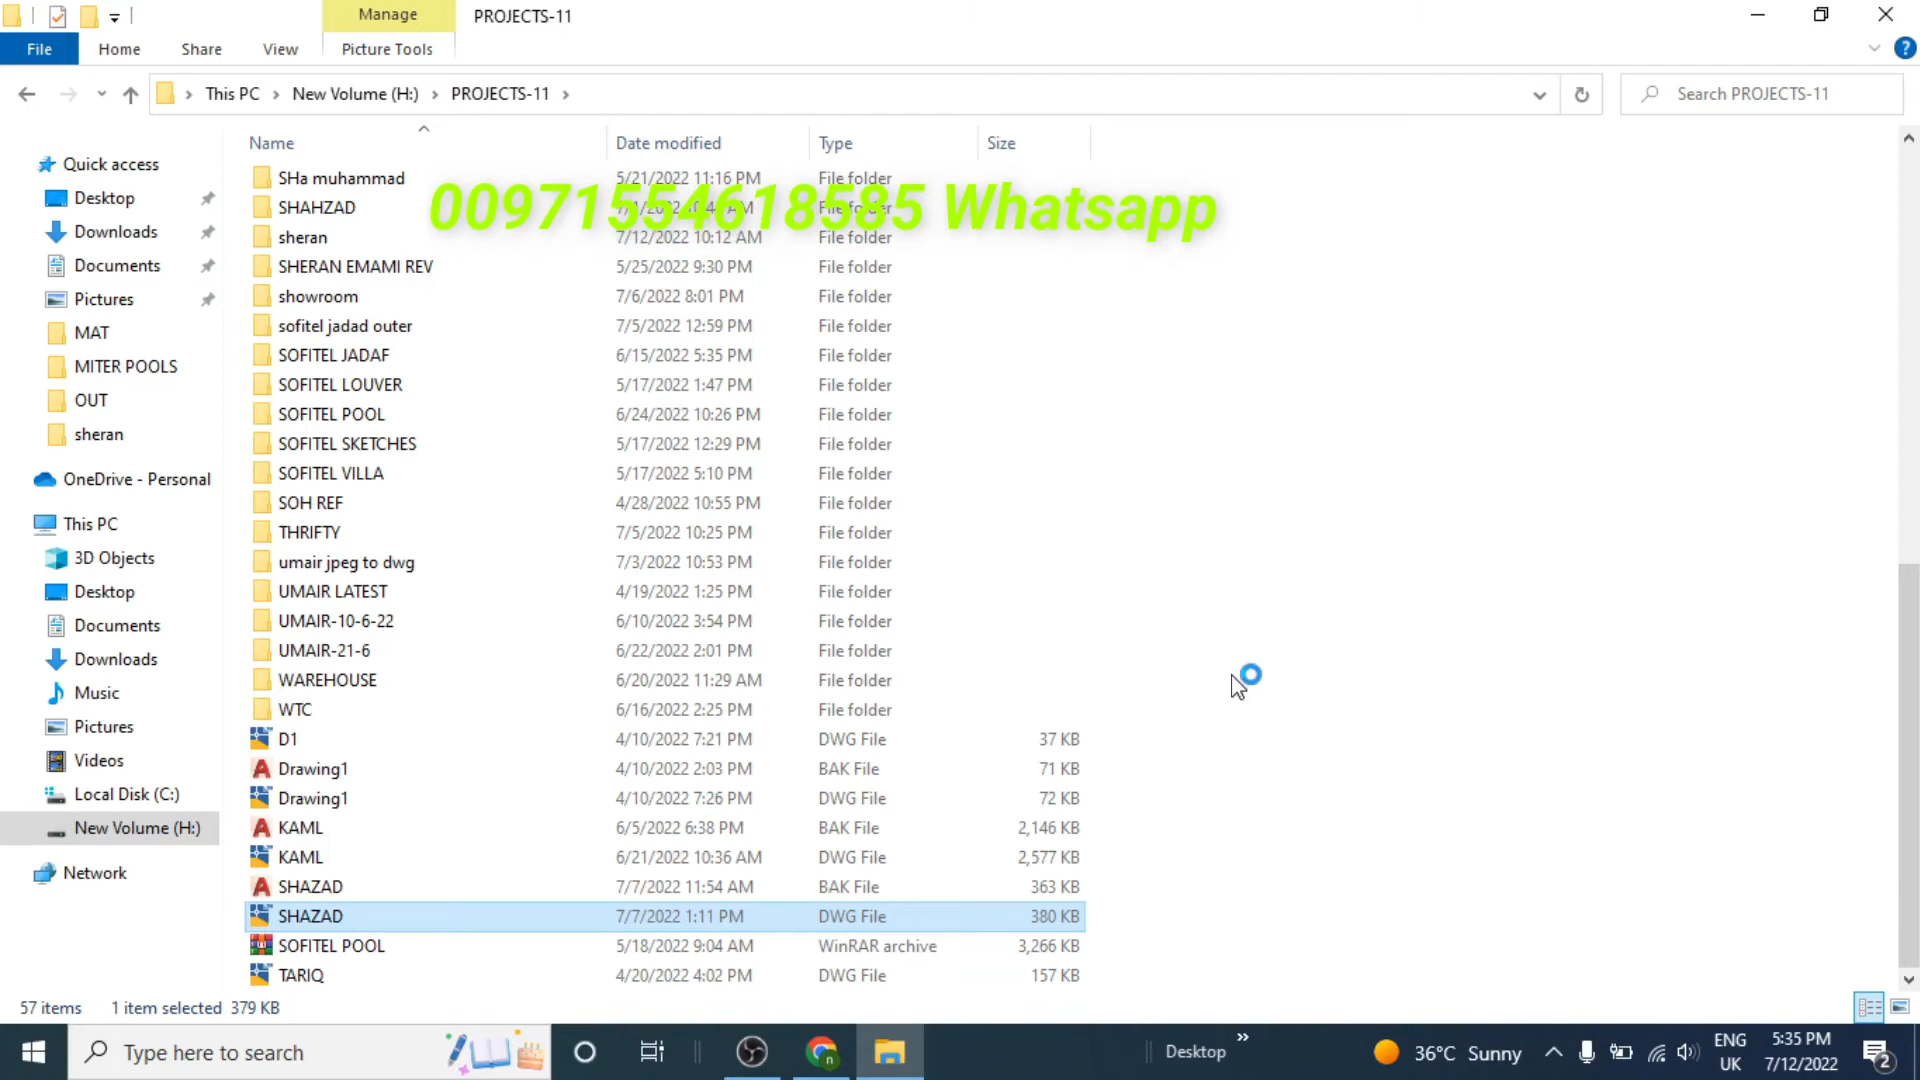 Manage
PROJECTS-11
File
Home
Share
View
Picture Tools
This PC
New Volume (H:)
PROJECTS-11
Search PROJECTS-11
Name
Date modified
Type
Size
Quick access
Desktop
Downloads
Documents
Pictures
MAT
MITER POOLS
OUT
sheran
OneDrive - Personal
This PC
3D Objects
Desktop
Documents
Downloads
Music
Pictures
Videos
Local Disk (C:)
New Volume (H:)
Network
SHa muhammad 5/21/2022 11:16 PM File folder
00971554618585 Whatsapp
SHAHZAD File folder
sheran 7/12/2022 10:12 AM File folder
SHERAN EMAMI REV 5/25/2022 9:30 PM File folder
showroom 7/6/2022 8:01 PM File folder
sofitel jadad outer 7/5/2022 12:59 PM File folder
SOFITEL JADAF 6/15/2022 5:35 PM File folder
SOFITEL LOUVER 5/17/2022 1:47 PM File folder
SOFITEL POOL 6/24/2022 10:26 PM File folder
SOFITEL SKETCHES 5/17/2022 12:29 PM File folder
SOFITEL VILLA 5/17/2022 5:10 PM File folder
SOH REF 4/28/2022 10:55 PM File folder
THRIFTY 7/5/2022 10:25 PM File folder
umair jpeg to dwg 7/3/2022 10:53 PM File folder
UMAIR LATEST 4/19/2022 1:25 PM File folder
UMAIR-10-6-22 6/10/2022 3:54 PM File folder
UMAIR-21-6 6/22/2022 2:01 PM File folder
WAREHOUSE 6/20/2022 11:29 AM File folder
WTC 6/16/2022 2:25 PM File folder
D1 4/10/2022 7:21 PM DWG File 37 KB
Drawing1 4/10/2022 2:03 PM BAK File 71 KB
Drawing1 4/10/2022 7:26 PM DWG File 72 KB
KAML 6/5/2022 6:38 PM BAK File 2,146 KB
KAML 6/21/2022 10:36 AM DWG File 2,577 KB
SHAZAD 7/7/2022 11:54 AM BAK File 363 KB
SHAZAD 7/7/2022 1:11 PM DWG File 380 KB
SOFITEL POOL 5/18/2022 9:04 AM WinRAR archive 3,266 KB
TARIQ 4/20/2022 4:02 PM DWG File 157 KB
57 items 1 item selected 379 KB
Type here to search
Desktop
36°C Sunny
ENG
UK
5:35 PM
7/12/2022
2